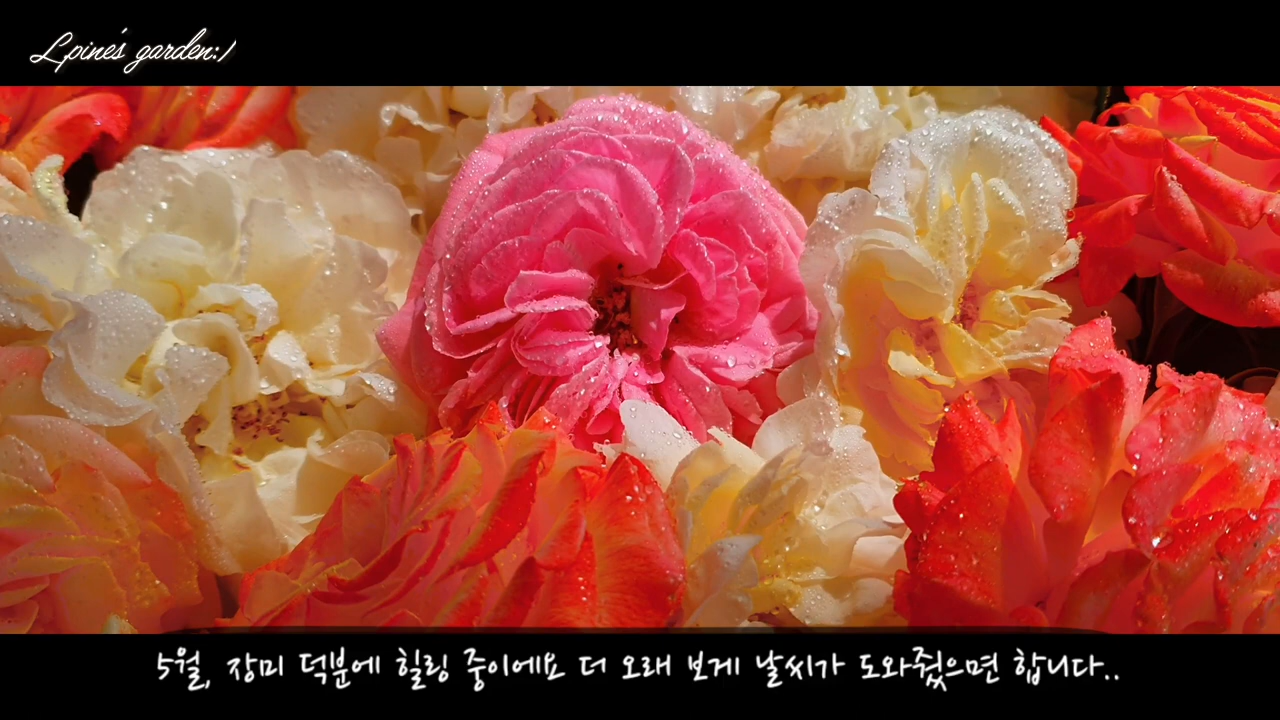 Lpine's garden:)
5월, 장미 덕분에 힐링 중이에요 더 오래 보게 날씨가 도와줬으면 합니다..